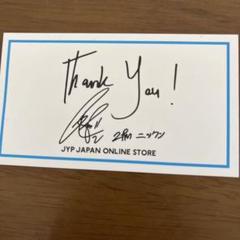 Thank You!
2PM ニックン
JYP JAPAN ONLINE STORE